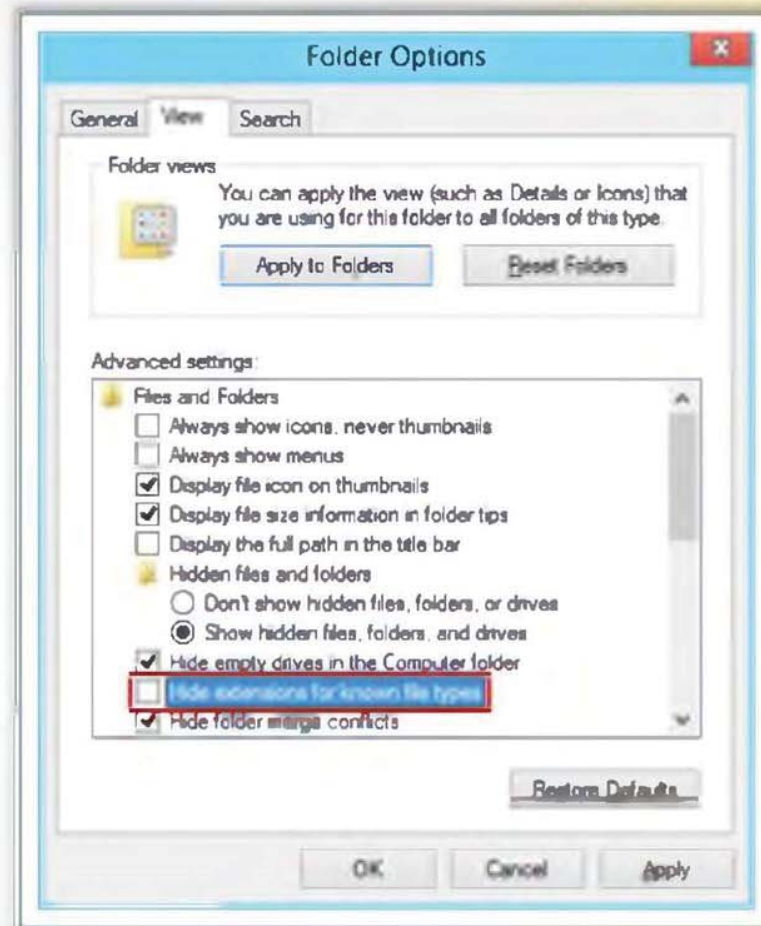 Folder Options
General View Search
Folder views
You can apply the view (such as Details or Icons) that
you are using for this folder to all folders of this type.
Apply to Folders Reset Folders
Advanced settings:
Files and Folders
Always show icons, never thumbnails
Always show menus
Display file icon on thumbnails
Display file size information in folder tips
Display the full path in the title bar
Hidden files and folders
Don't show hidden files, folders, or drives
Show hidden files, folders, and drives
Hide empty drives in the Computer folder
Hide extensions for known file types
Hide folder merge conflicts
Restore Defaults
OK Cancel Apply